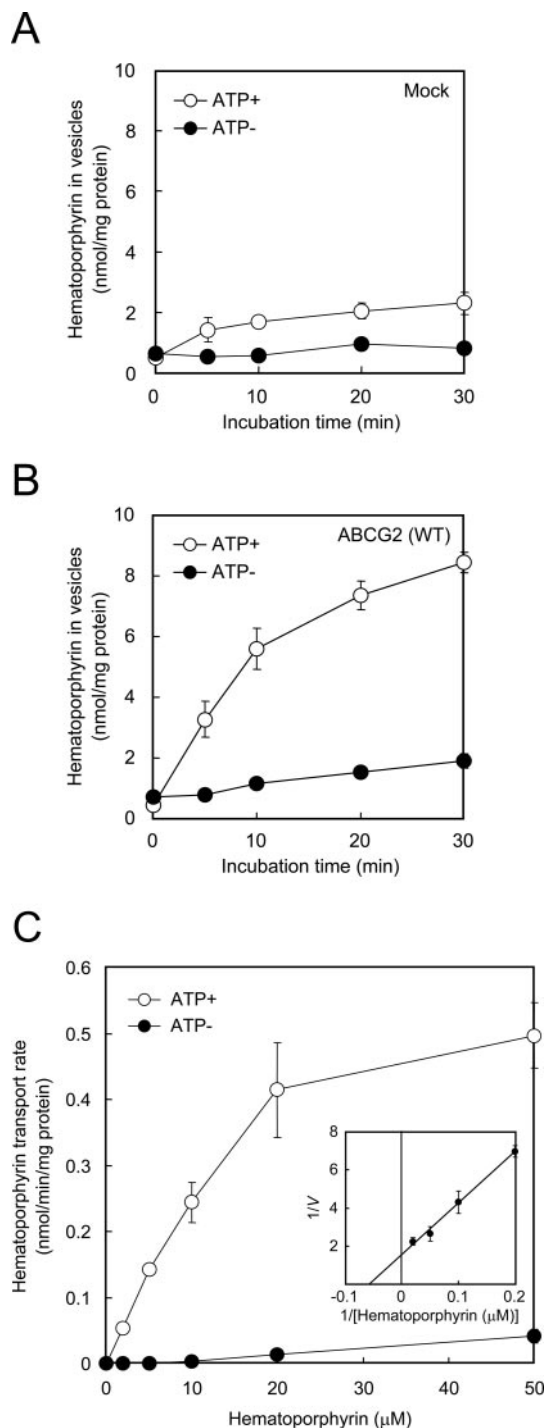 A
Hematoporphyrin in vesicles
(nmol/mg protein)
10
8
6
4
2
0
ATP+
ATP-
Mock
0
10
20
30
Incubation time (min)
B
Hematoporphyrin in vesicles
(nmol/mg protein)
10
8
6
4
2
0
ATP+
ATP-
ABCG2 (WT)
0
10
20
30
Incubation time (min)
C
Hematoporphyrin transport rate
(nmol/min/mg protein)
0.6
0.5
0.4
0.3
0.2
0.1
0
ATP+
ATP-
1/V
8
6
4
2
-0.1
0
0.1
0.2
1/[Hematoporphyrin (μM)]
0
10
20
30
40
50
Hematoporphyrin (μM)